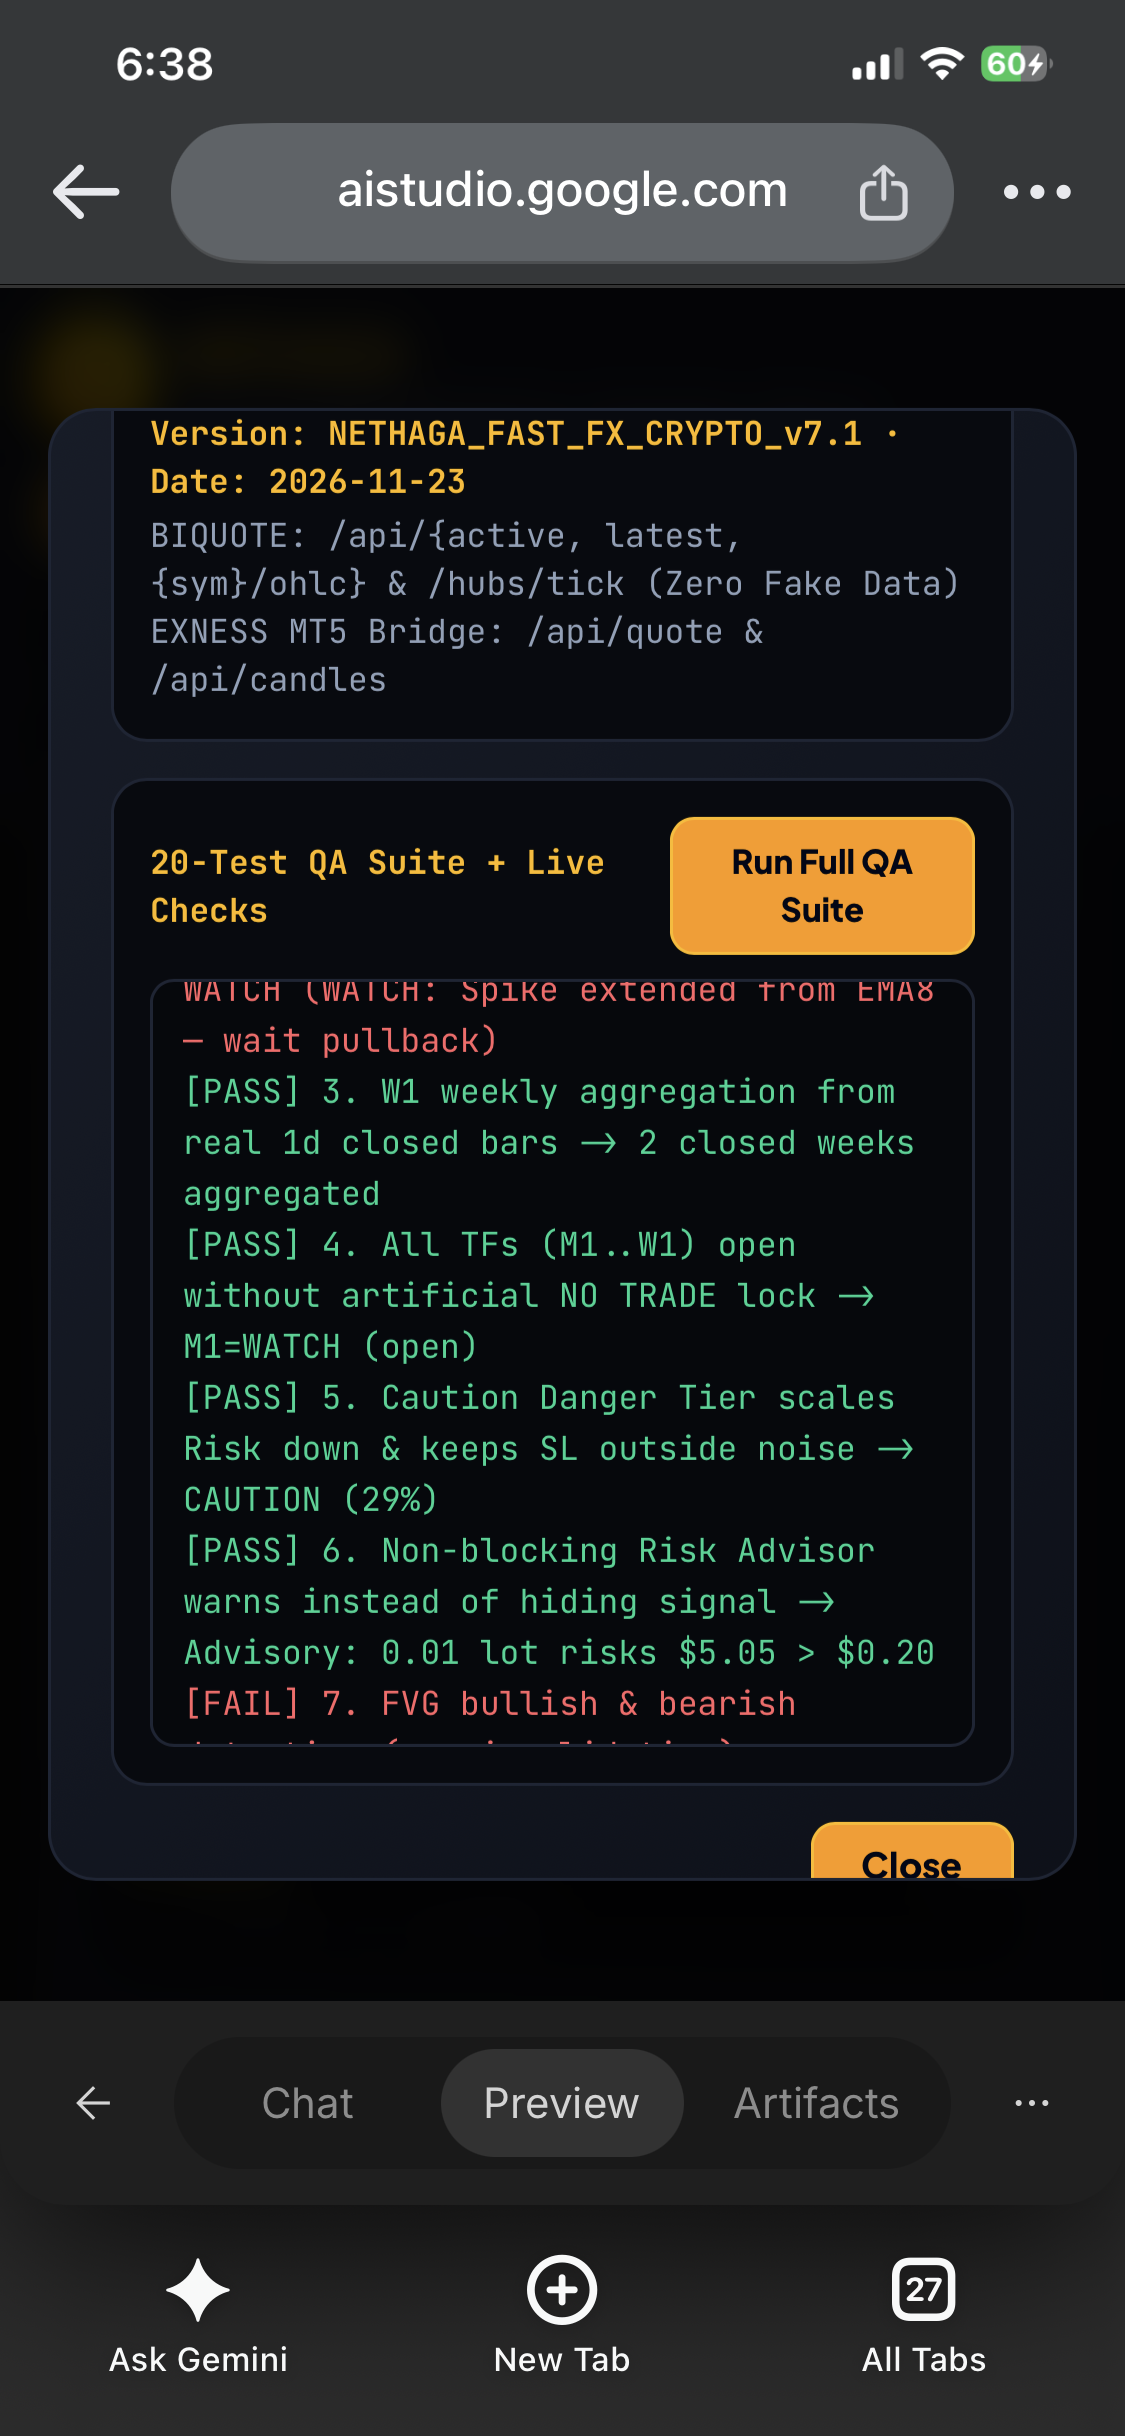 6:38
60
aistudio.google.com
Version: NETHAGA_FAST_FX_CRYPTO_v7.1 ·
Date: 2026-11-23
BIQUOTE: /api/{active, latest,
{sym}/ohlc} & /hubs/tick (Zero Fake Data)
EXNESS MT5 Bridge: /api/quote &
/api/candles
20-Test QA Suite + Live
Checks
Run Full QA
Suite
WATCH (WATCH: Spike extended from EMA8
— wait pullback)
[PASS] 3. W1 weekly aggregation from
real 1d closed bars → 2 closed weeks
aggregated
[PASS] 4. All TFs (M1..W1) open
without artificial NO TRADE lock →
M1=WATCH (open)
[PASS] 5. Caution Danger Tier scales
Risk down & keeps SL outside noise →
CAUTION (29%)
[PASS] 6. Non-blocking Risk Advisor
warns instead of hiding signal →
Advisory: 0.01 lot risks $5.05 > $0.20
[FAIL] 7. FVG bullish & bearish
Close
Chat
Preview
Artifacts
27
Ask Gemini
New Tab
All Tabs